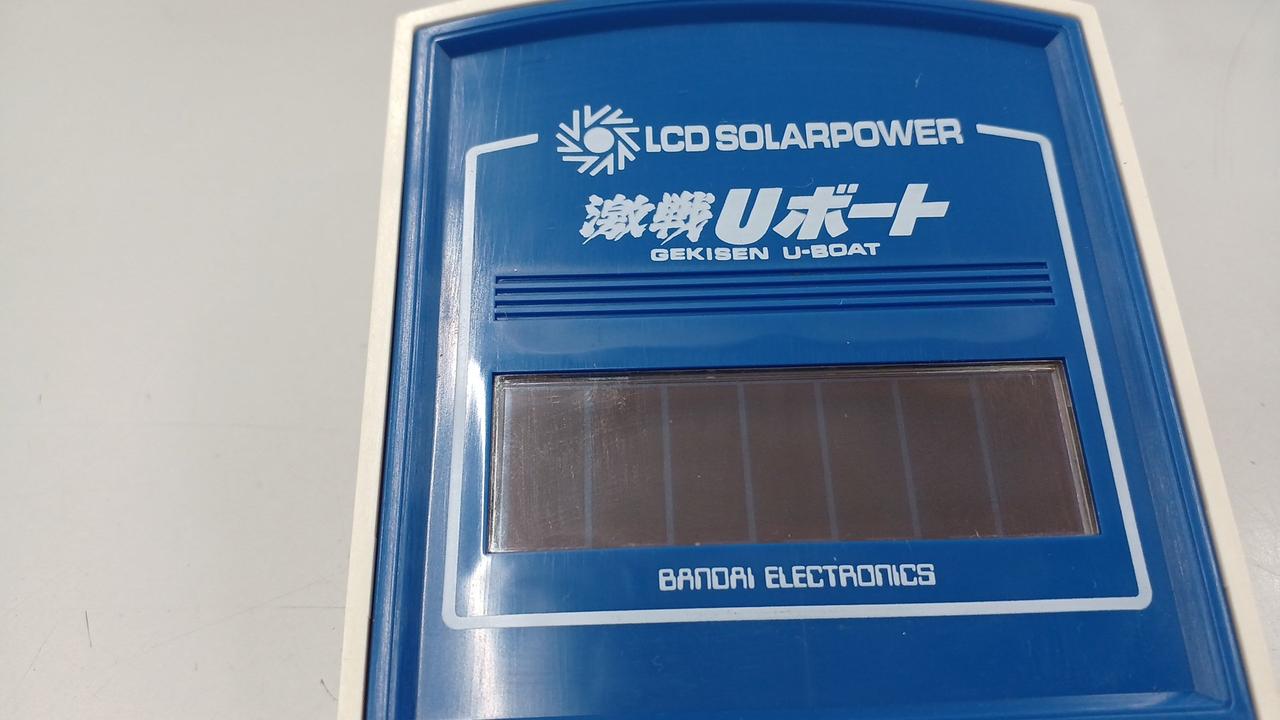 LCD SOLARPOWER
激戦Uボート
GEKISEN U-BOAT
BANDAI ELECTRONICS